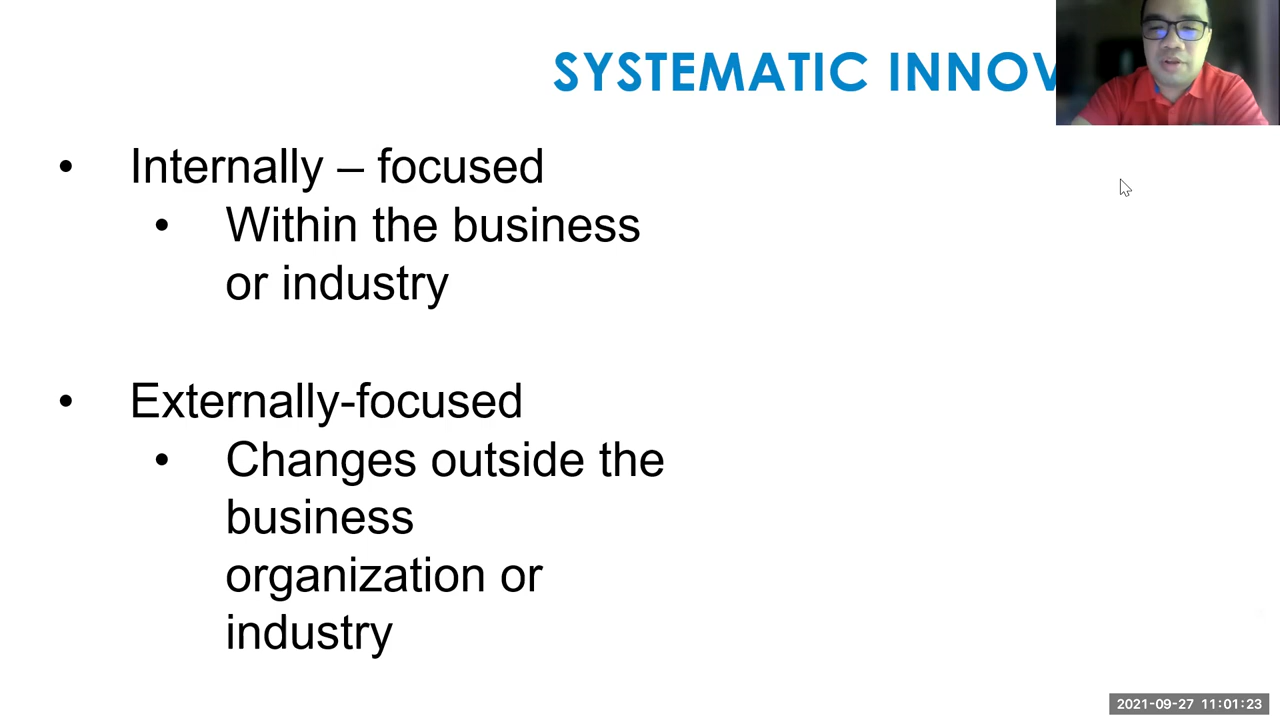 SYSTEMATIC INNOV
• Internally – focused
• Within the business
or industry
• Externally-focused
• Changes outside the
business
organization or
industry
2021-09-27 11:01:23